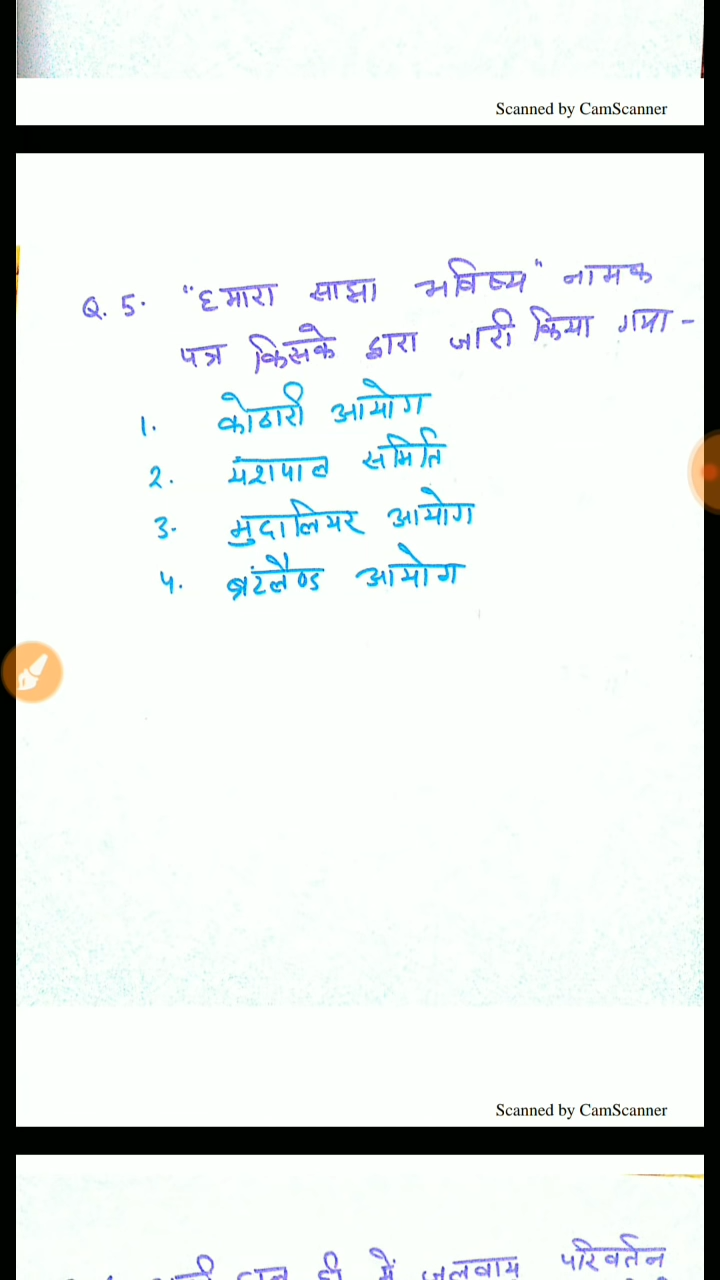 Scanned by CamScanner
Q. 5. "हमारा साझा भविष्य" नामक
पत्र किसके द्वारा जारी किया गया -
1. कोठारी आयोग
2. यशपाल समिति
3. मुदालियर आयोग
4. ब्रंटलैण्ड आयोग
Scanned by CamScanner
में जलवायु परिवर्तन